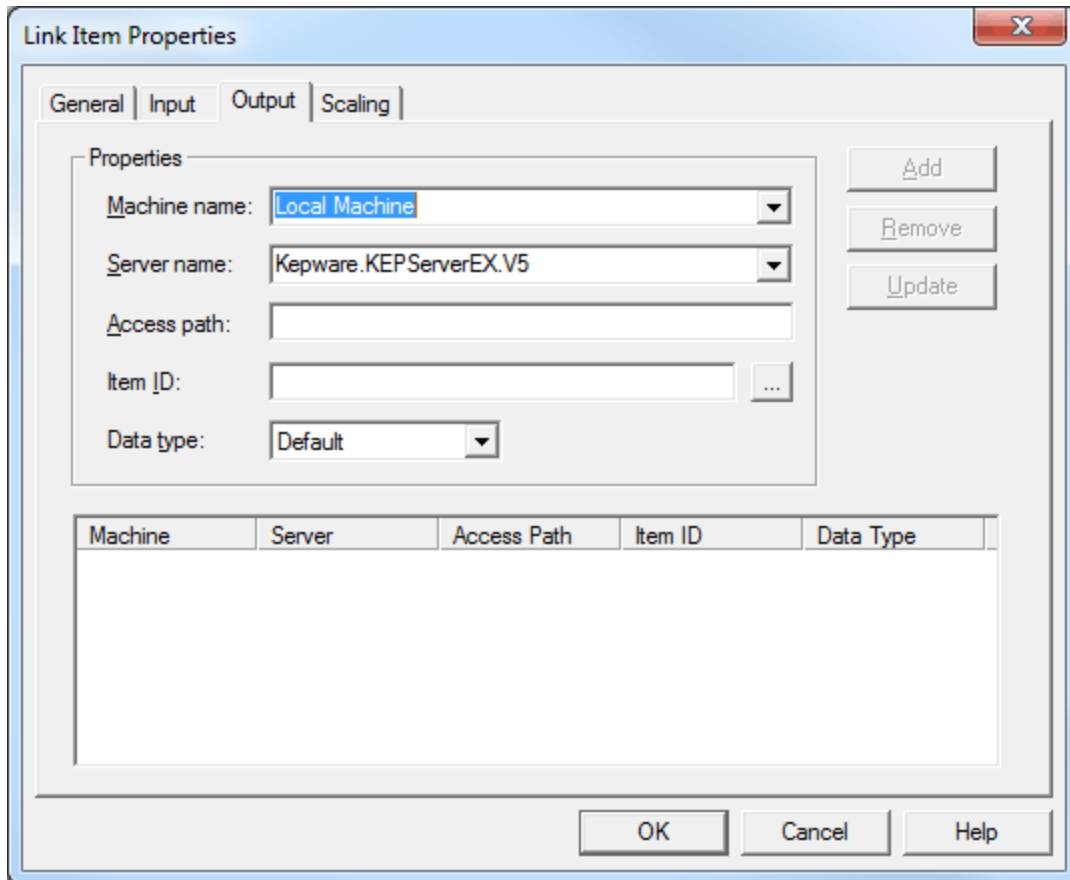 Link Item Properties
General Input Output Scaling
Properties
Machine name: Local Machine
Server name: Kepware.KEPServerEX.V5
Access path:
Item ID: ...
Data type: Default
Add
Remove
Update
Machine Server Access Path Item ID Data Type
OK Cancel Help